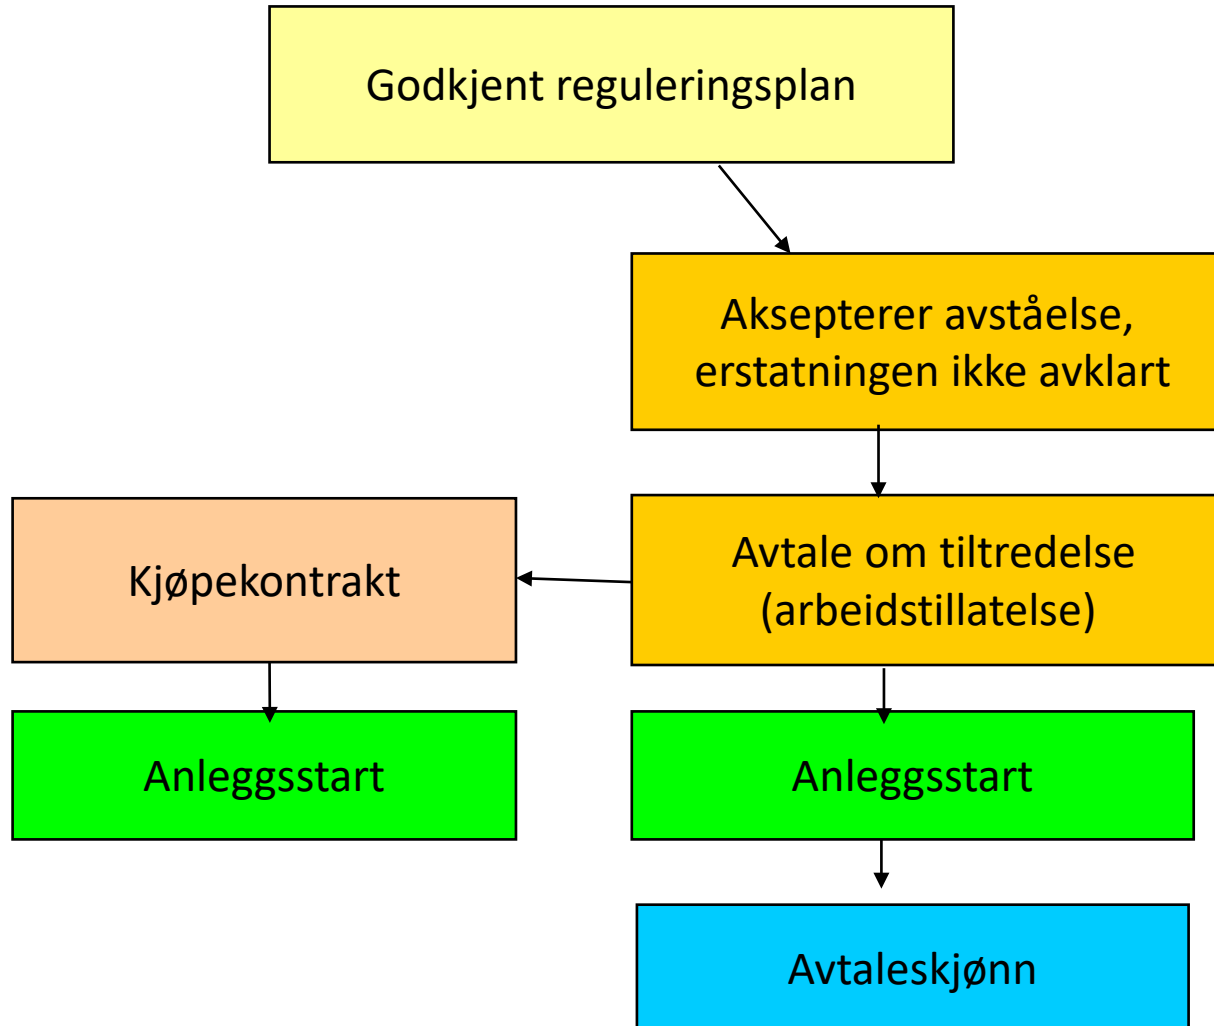 Godkjent reguleringsplan
Aksepterer avståelse,
erstatningen ikke avklart
Kjøpekontrakt
Avtale om tiltredelse
(arbeidstillatelse)
Anleggsstart
Anleggsstart
Avtaleskjønn